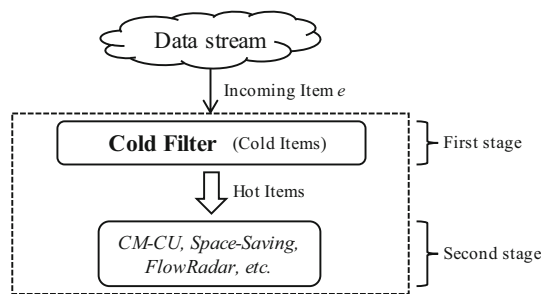 Data stream
Incoming Item e
Cold Filter (Cold Items)
First stage
Hot Items
CM-CU, Space-Saving,
FlowRadar, etc.
Second stage